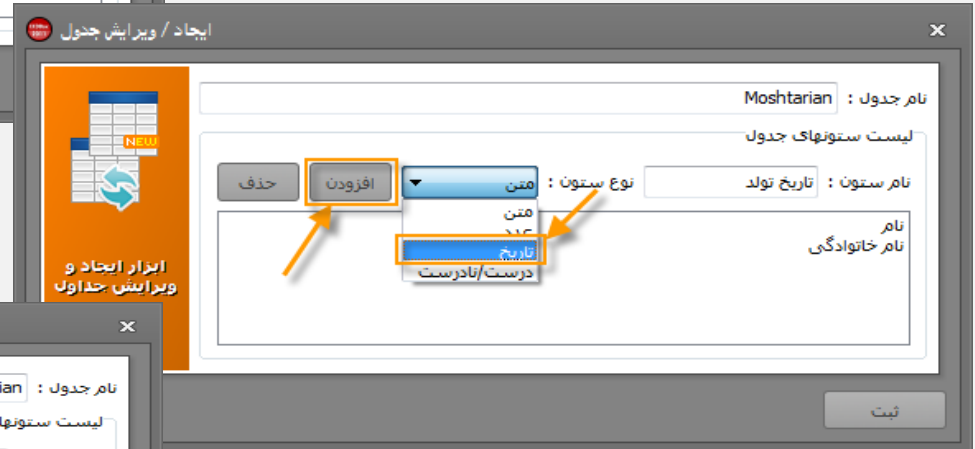 ایجاد / ویرایش جدول
نام جدول : Moshtarian
لیست ستونهای جدول
نام ستون : تاریخ تولد نوع ستون : متن افزودن حذف
متن
عدد
تاریخ
درست/نادرست
نام
نام خانوادگی
NEW
ابزار ایجاد و
ویرایش جداول
ثبت
نام جدول : ian
لیست ستونها